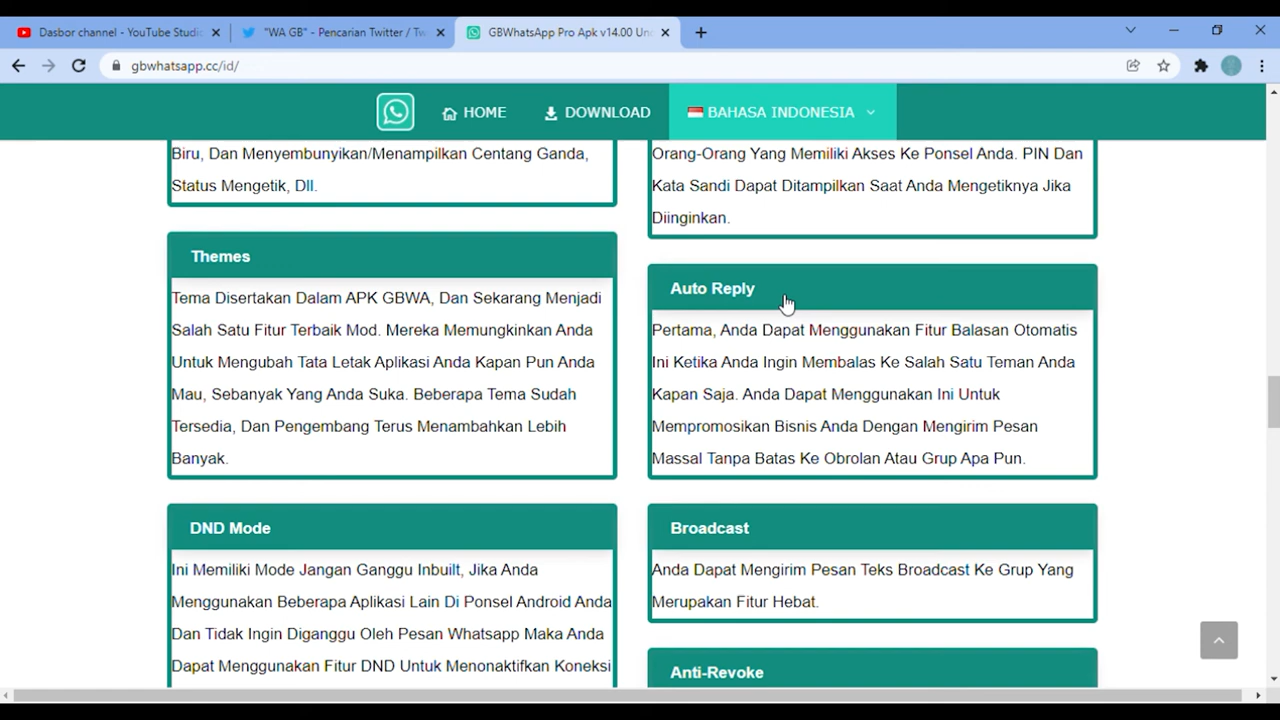 Dasbor channel - YouTube Studio
"WA GB" - Pencarian Twitter / Tw
GBWhatsApp Pro Apk v14.00 Un
gbwhatsapp.cc/id/
HOME
DOWNLOAD
BAHASA INDONESIA
Biru, Dan Menyembunyikan/Menampilkan Centang Ganda,
Status Mengetik, Dll.
Themes
Tema Disertakan Dalam APK GBWA, Dan Sekarang Menjadi
Salah Satu Fitur Terbaik Mod. Mereka Memungkinkan Anda
Untuk Mengubah Tata Letak Aplikasi Anda Kapan Pun Anda
Mau, Sebanyak Yang Anda Suka. Beberapa Tema Sudah
Tersedia, Dan Pengembang Terus Menambahkan Lebih
Banyak.
DND Mode
Ini Memiliki Mode Jangan Ganggu Inbuilt, Jika Anda
Menggunakan Beberapa Aplikasi Lain Di Ponsel Android Anda
Dan Tidak Ingin Diganggu Oleh Pesan Whatsapp Maka Anda
Dapat Menggunakan Fitur DND Untuk Menonaktifkan Koneksi
Orang-Orang Yang Memiliki Akses Ke Ponsel Anda. PIN Dan
Kata Sandi Dapat Ditampilkan Saat Anda Mengetiknya Jika
Diinginkan.
Auto Reply
Pertama, Anda Dapat Menggunakan Fitur Balasan Otomatis
Ini Ketika Anda Ingin Membalas Ke Salah Satu Teman Anda
Kapan Saja. Anda Dapat Menggunakan Ini Untuk
Mempromosikan Bisnis Anda Dengan Mengirim Pesan
Massal Tanpa Batas Ke Obrolan Atau Grup Apa Pun.
Broadcast
Anda Dapat Mengirim Pesan Teks Broadcast Ke Grup Yang
Merupakan Fitur Hebat.
Anti-Revoke